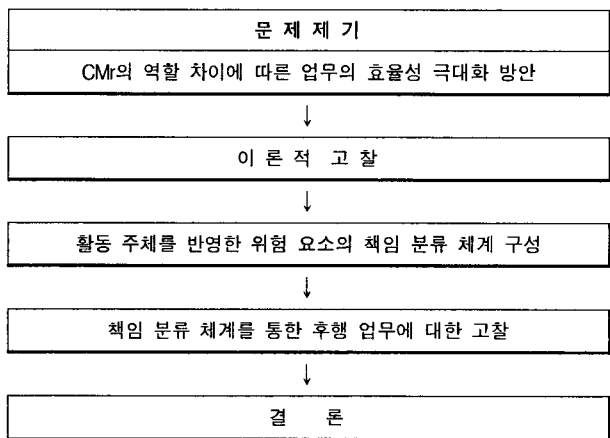 문 제 제 기
CMr의 역할 차이에 따른 업무의 효율성 극대화 방안
↓
이 론 적 고 찰
↓
활동 주체를 반영한 위험 요소의 책임 분류 체계 구성
↓
책임 분류 체계를 통한 후행 업무에 대한 고찰
↓
결 론